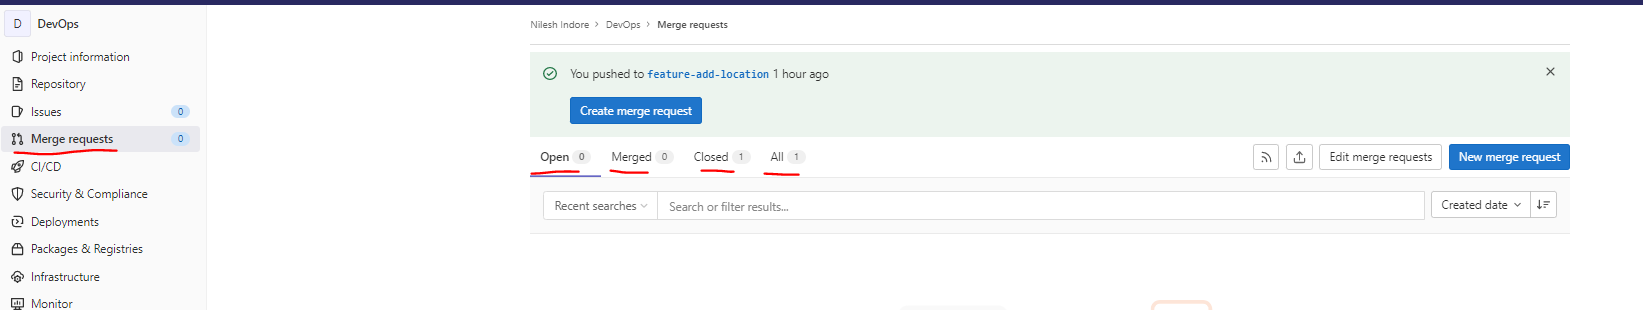 D DevOps
Project information
Repository
Issues 0
Merge requests 0
CI/CD
Security & Compliance
Deployments
Packages & Registries
Infrastructure
Monitor
Nilesh Indore > DevOps > Merge requests
You pushed to feature-add-location 1 hour ago
Create merge request
Open 0 Merged 0 Closed 1 All 1 Edit merge requests New merge request
Recent searches Search or filter results... Created date